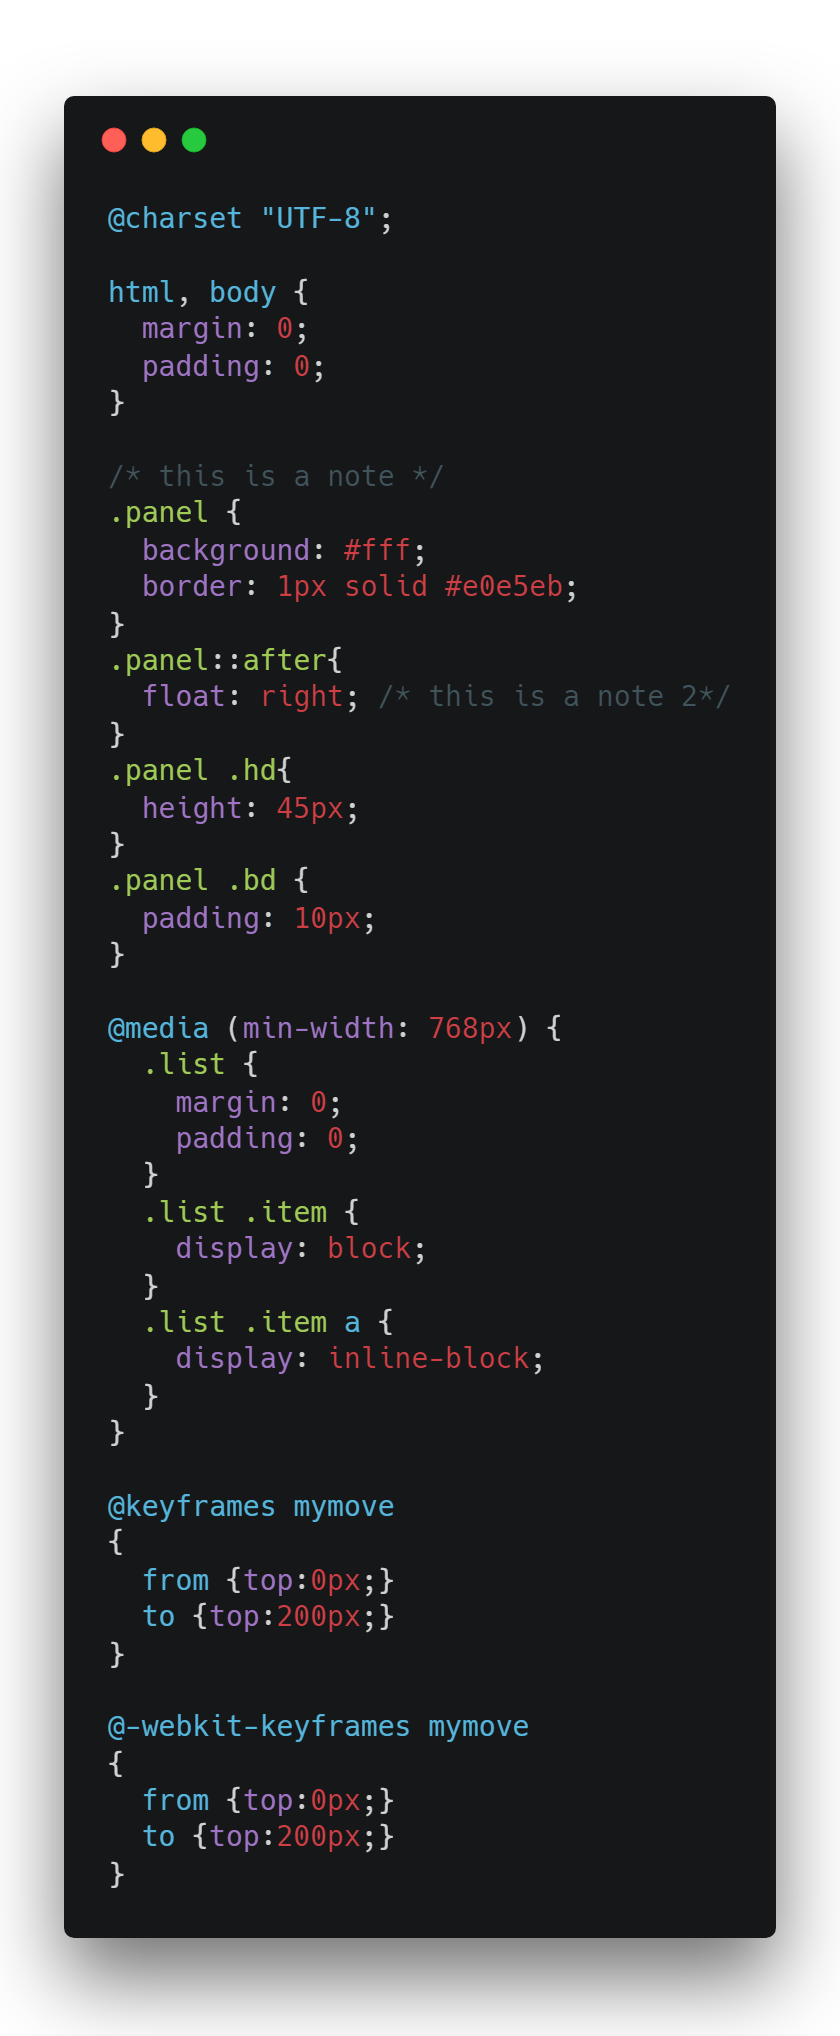 @charset "UTF-8";

html, body {
  margin: 0;
  padding: 0;
}

/* this is a note */
.panel {
  background: #fff;
  border: 1px solid #e0e5eb;
}
.panel::after{
  float: right; /* this is a note 2*/
}
.panel .hd{
  height: 45px;
}
.panel .bd {
  padding: 10px;
}

@media (min-width: 768px) {
  .list {
    margin: 0;
    padding: 0;
  }
  .list .item {
    display: block;
  }
  .list .item a {
    display: inline-block;
  }
}

@keyframes mymove
{
  from {top:0px;}
  to {top:200px;}
}

@-webkit-keyframes mymove
{
  from {top:0px;}
  to {top:200px;}
}